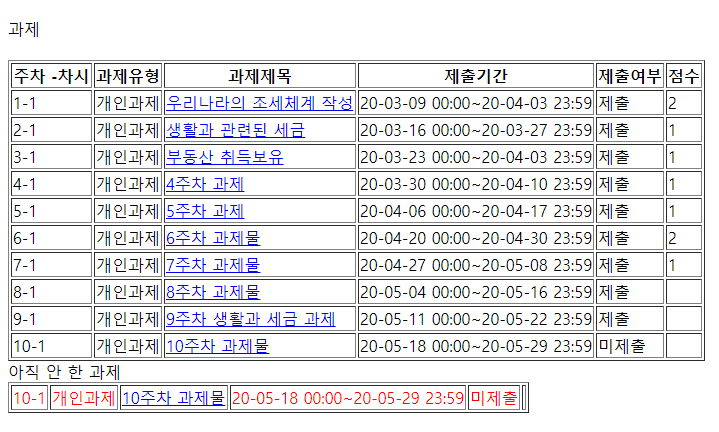 과제
주차 -차시 과제유형 과제제목 제출기간 제출여부 점수
1-1 개인과제 우리나라의 조세체계 작성 20-03-09 00:00~20-04-03 23:59 제출 2
2-1 개인과제 생활과 관련된 세금 20-03-16 00:00~20-03-27 23:59 제출 1
3-1 개인과제 부동산 취득보유 20-03-23 00:00~20-04-03 23:59 제출 1
4-1 개인과제 4주차 과제 20-03-30 00:00~20-04-10 23:59 제출 1
5-1 개인과제 5주차 과제 20-04-06 00:00~20-04-17 23:59 제출 1
6-1 개인과제 6주차 과제물 20-04-20 00:00~20-04-30 23:59 제출 2
7-1 개인과제 7주차 과제물 20-04-27 00:00~20-05-08 23:59 제출 1
8-1 개인과제 8주차 과제물 20-05-04 00:00~20-05-16 23:59 제출
9-1 개인과제 9주차 생활과 세금 과제 20-05-11 00:00~20-05-22 23:59 제출
10-1 개인과제 10주차 과제물 20-05-18 00:00~20-05-29 23:59 미제출
아직 안 한 과제
10-1 개인과제 10주차 과제물 20-05-18 00:00~20-05-29 23:59 미제출